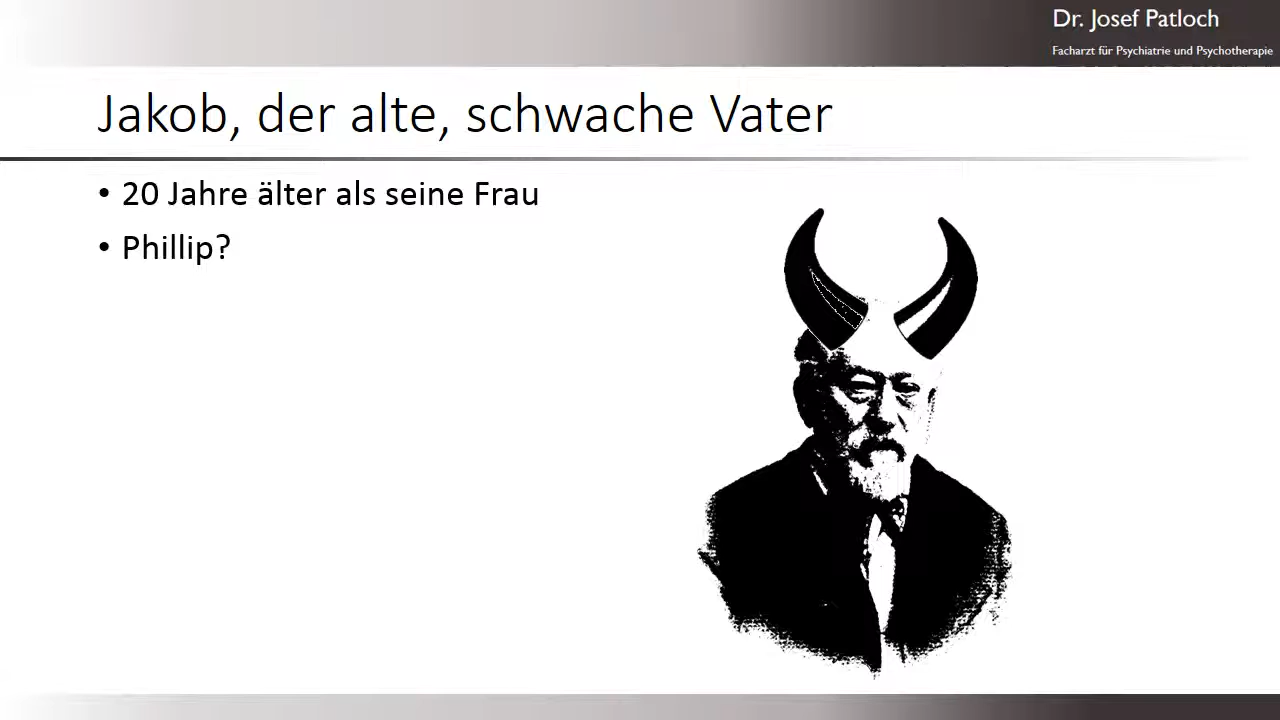 Dr. Josef Patloch
Facharzt für Psychiatrie und Psychotherapie
Jakob, der alte, schwache Vater
• 20 Jahre älter als seine Frau
• Phillip?